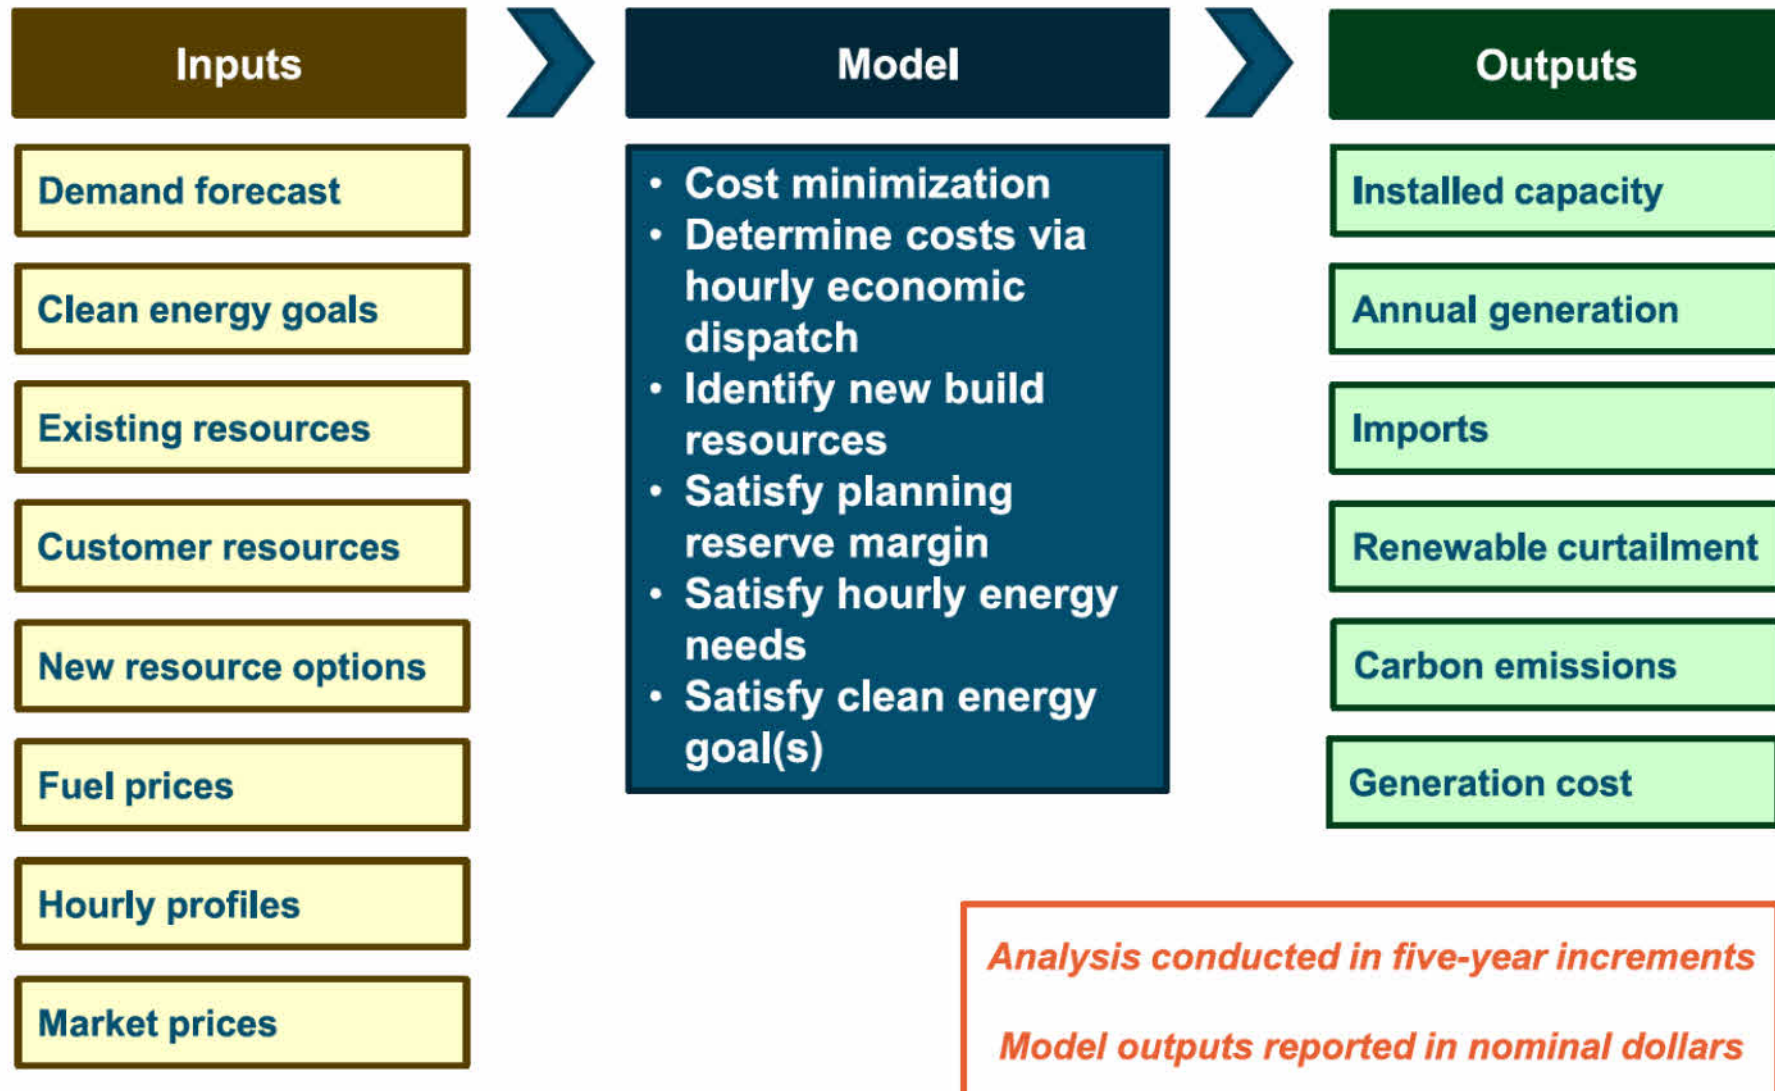 Inputs
Demand forecast
Clean energy goals
Existing resources
Customer resources
New resource options
Fuel prices
Hourly profiles
Market prices
Model
• Cost minimization
• Determine costs via
hourly economic
dispatch
• Identify new build
resources
• Satisfy planning
reserve margin
• Satisfy hourly energy
needs
• Satisfy clean energy
goal(s)
Outputs
Installed capacity
Annual generation
Imports
Renewable curtailment
Carbon emissions
Generation cost
Analysis conducted in five-year increments
Model outputs reported in nominal dollars